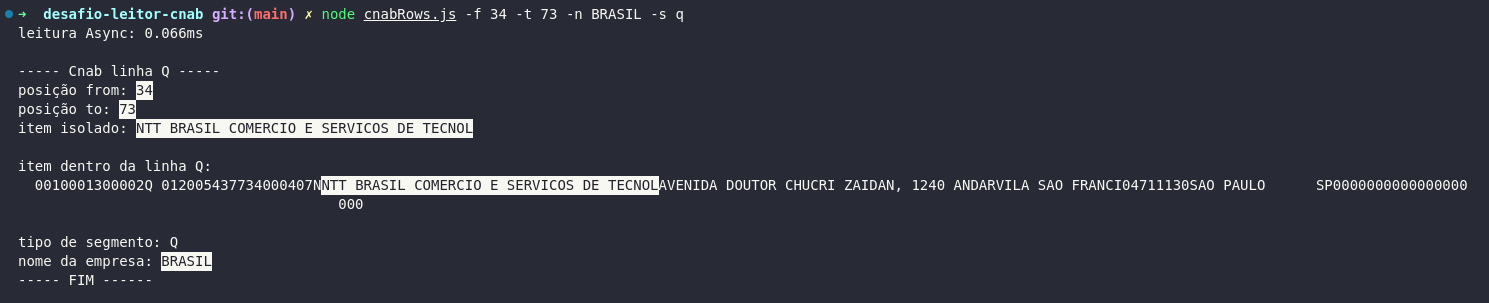 ➜  desafio-leitor-cnab git:(main) ✗ node cnabRows.js -f 34 -t 73 -n BRASIL -s q
leitura Async: 0.066ms
----- Cnab linha Q -----
posição from: 34
posição to: 73
item isolado: NTT BRASIL COMERCIO E SERVICOS DE TECNOL
item dentro da linha Q:
0010001300002Q 012005437734000407NNTT BRASIL COMERCIO E SERVICOS DE TECNOLAVENIDA DOUTOR CHUCRI ZAIDAN, 1240 ANDARVILA SAO FRANCI04711130SAO PAULO      SP0000000000000000
000
tipo de segmento: Q
nome da empresa: BRASIL
----- FIM ------